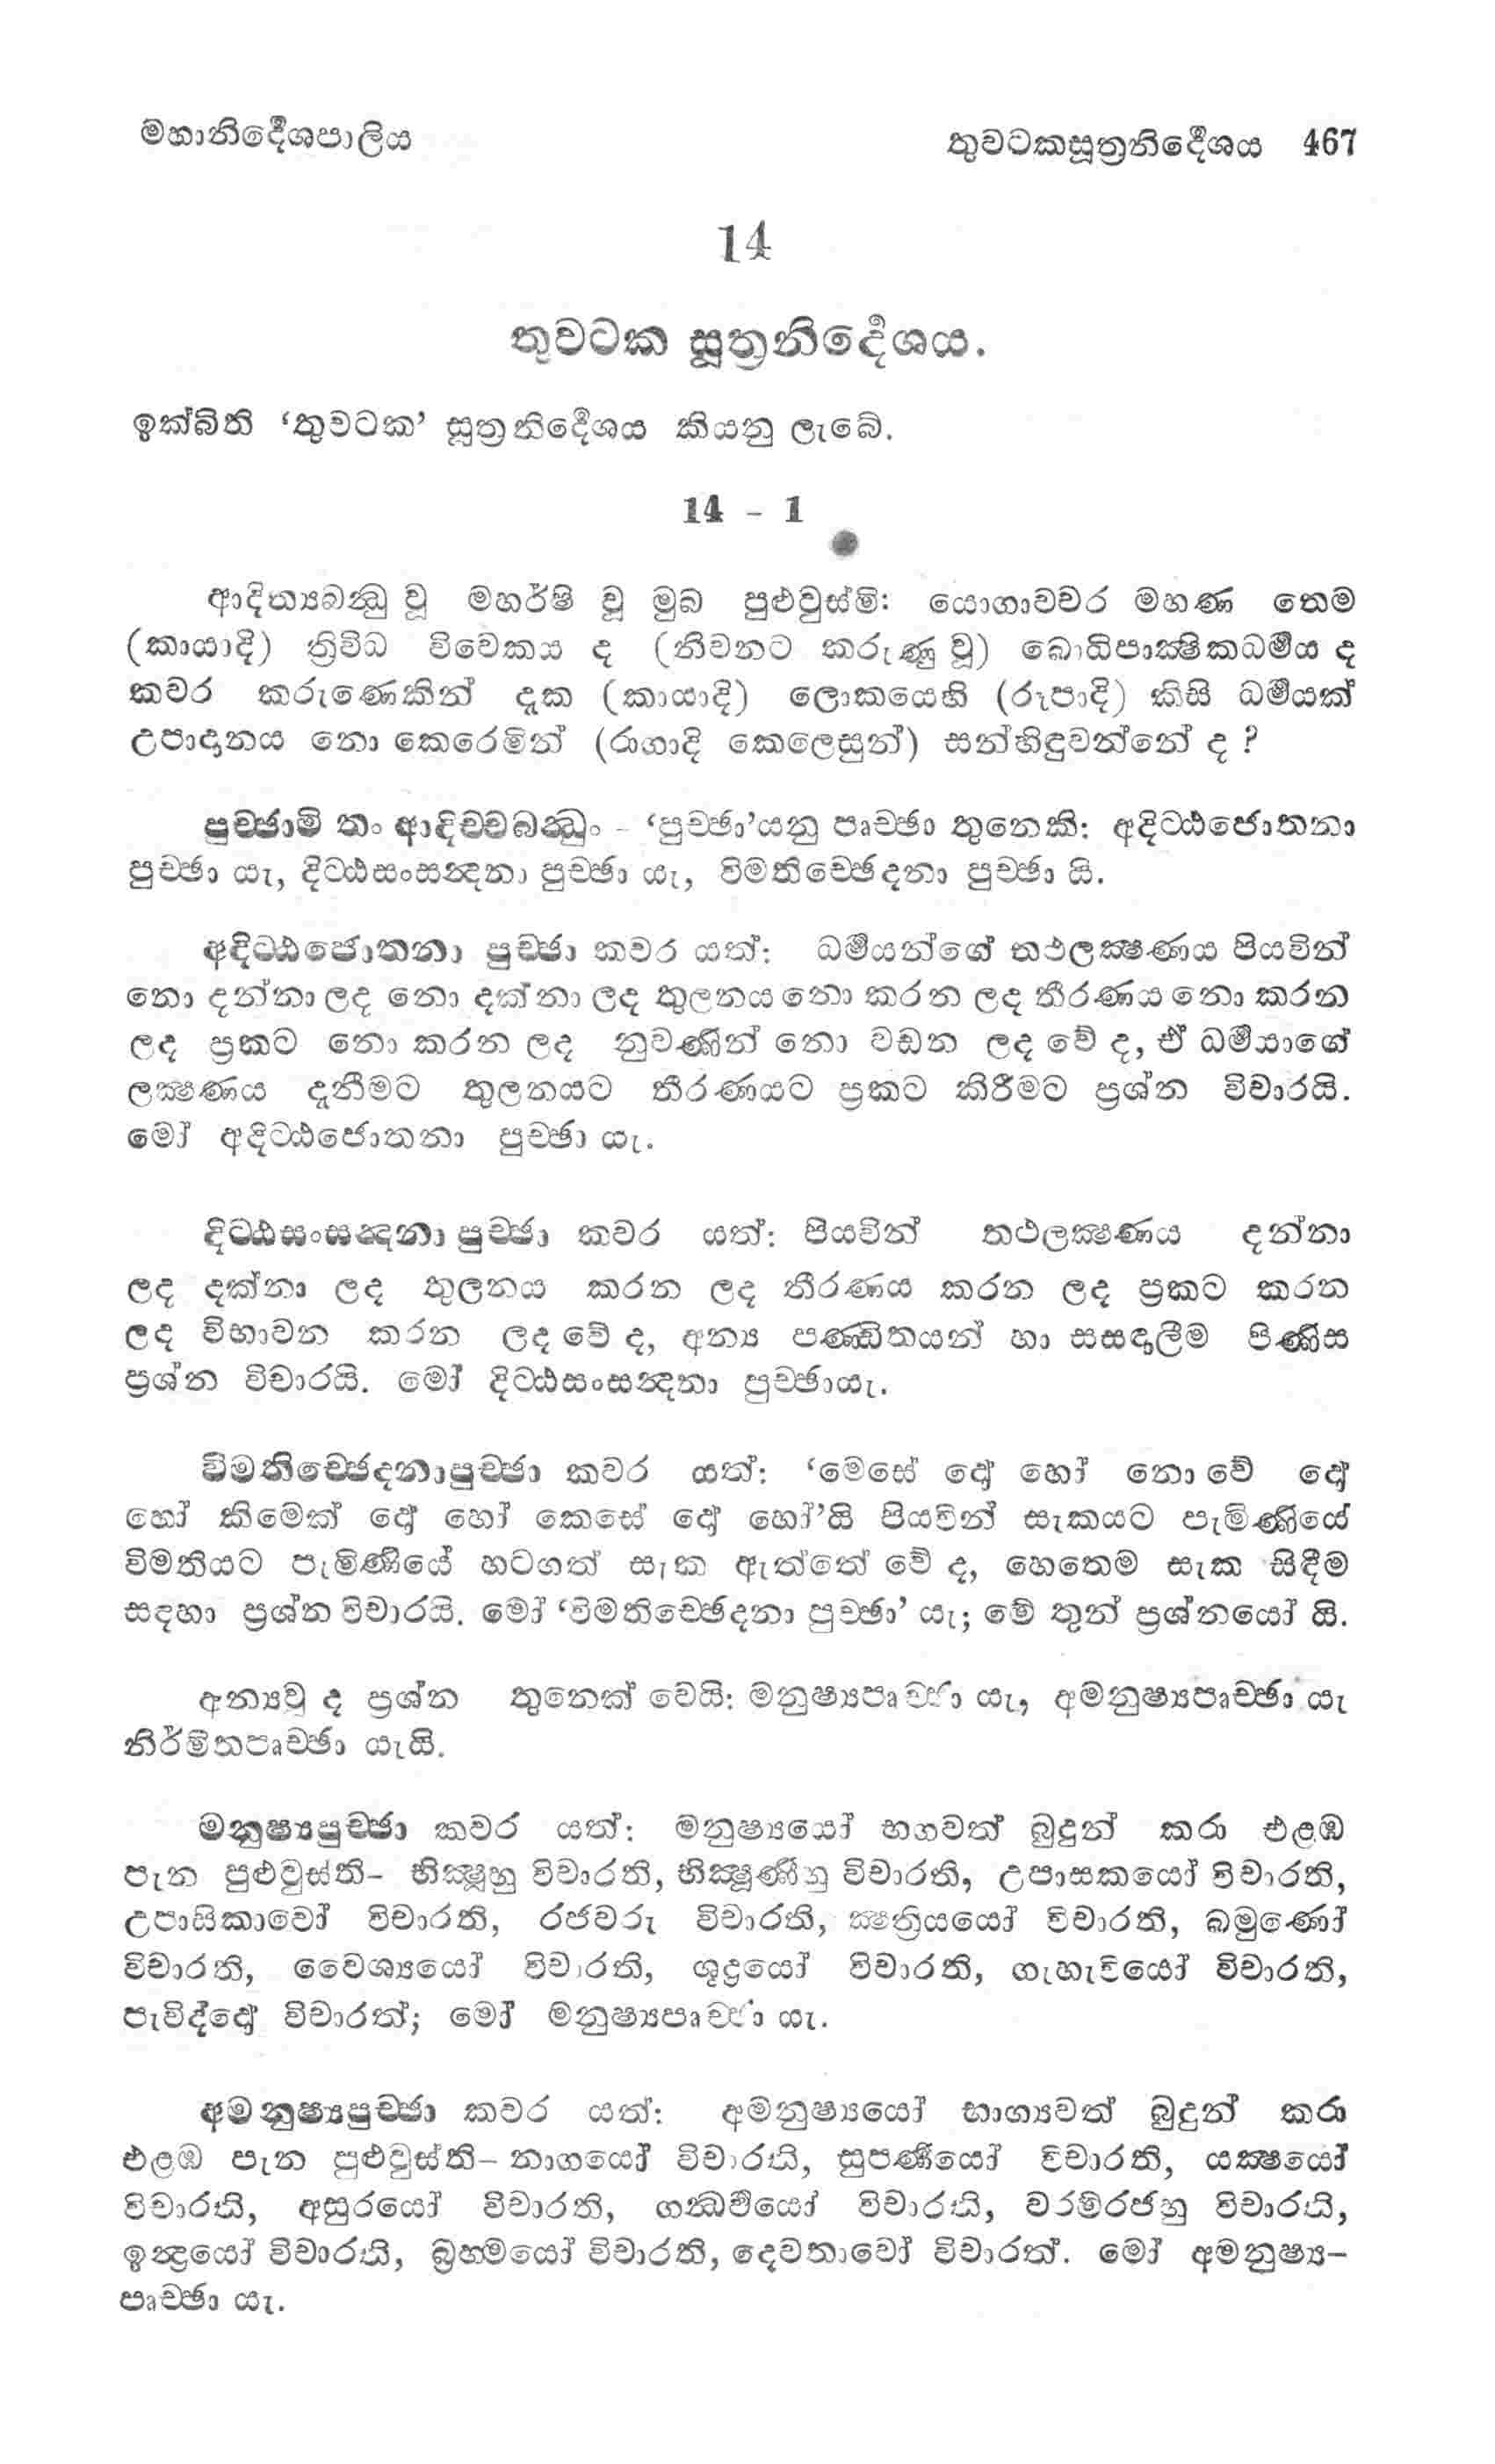 මහානිර්‍දෙශපාලිය
තුවටකසූත්‍රනිර්‍දෙශය 467
14
තුවටක සූත්‍රනිර්‍දෙශය.
ඉක්බිති ‘තුවටක’ සූත්‍රනිර්‍දෙශය කියනු ලැබේ.
14 - 1
ආදිත්‍යබන්‍ධු වූ මහර්ෂි වූ මුබ පුළුවුස්මි: යොගාවචර මහණ තෙම
(කායාදි) ත්‍රිවිධ විවෙකය ද (නිවනට කරුණු වූ) බොධිපාක්‍ෂිකධර්‍මය ද
කවර කරුණෙකින් දැක (කායාදි) ලොකයෙහි (රූපාදි) කිසි ධර්‍මයක්
උපාදානය නො කෙරෙමින් (රාගාදි කෙලෙසුන්) සන්හිඳුවන්නේ ද ?
පුච්ඡාමි තං ආදිච්චබන්‍ධුං - ‘පුච්ඡා’යනු පෘච්ඡා තුනෙකි: අදිට්ඨජොතනා
පුච්ඡා යැ, දිට්ඨසංසන්‍දනා පුච්ඡා යැ, විමතිච්ඡෙදනා පුච්ඡා යි.
අදිට්ඨජොතනා පුච්ඡා කවර යත්: ධර්‍මයන්ගේ තථලක්‍ෂණය පියවින්
නො දන්නා ලද නො දක්නා ලද තුලනය නො කරන ලද තීරණය නො කරන
ලද ප්‍රකට නො කරන ලද නුවණින් නො වඩන ලද වේ ද, ඒ ධර්‍මයාගේ
ලක්‍ෂණය දැනීමට තුලනයට තීරණයට ප්‍රකට කිරීමට ප්‍රශ්න විචාරයි.
මෝ අදිට්ඨජොතනා පුච්ඡා යැ.
දිට්ඨසංසන්‍දනා පුච්ඡා කවර යත්: පියවින් තථලක්‍ෂණය දන්නා
ලද දක්නා ලද තුලනය කරන ලද තීරණය කරන ලද ප්‍රකට කරන
ලද විභාවන කරන ලද වේ ද, අන්‍ය පණ්ඩිතයන් හා සසඳාලීම පිණිස
ප්‍රශ්න විචාරයි. මෝ දිට්ඨසංසන්‍දනා පුච්ඡායැ.
විමතිච්ඡෙදනාපුච්ඡා කවර යත්: ‘මෙසේ දෝ හෝ නො වේ දෝ
හෝ කිමෙක් දෝ හෝ කෙසේ දෝ හෝ’යි පියවින් සැකයට පැමිණියේ
විමතියට පැමිණියේ හටගත් සැක ඇත්තේ වේ ද, හෙතෙම සැක සිඳීම
සඳහා ප්‍රශ්න විචාරයි. මෝ ‘විමතිච්ඡෙදනා පුච්ඡා’ යැ; මේ තුන් ප්‍රශ්නයෝ යි.
අන්‍යවූ ද ප්‍රශ්න තුනෙක් වෙයි: මනුෂ්‍යපෘච්ඡා යැ, අමනුෂ්‍යපෘච්ඡා යැ
නිර්මිතපෘච්ඡා යැයි.
මනුෂ්‍යපුච්ඡා කවර යත්: මනුෂ්‍යයෝ භගවත් බුදුන් කරා එළඹ
පැන පුළුවුස්ති- භික්‍ෂූහු විචාරති, භික්‍ෂූණීහු විචාරති, උපාසකයෝ විචාරති,
උපාසිකාවෝ විචාරති, රජවරු විචාරති, ක්‍ෂත්‍රියයෝ විචාරති, බමුණෝ
විචාරති, වෛශ්‍යයෝ විචාරති, ශූද්‍රයෝ විචාරති, ගැහැවියෝ විචාරති,
පැවිද්දෝ විචාරත්; මෝ මනුෂ්‍යපෘච්ඡා යැ.
අමනුෂ්‍යපුච්ඡා කවර යත්: අමනුෂ්‍යයෝ භාග්‍යවත් බුදුන් කරා
එළඹ පැන පුළුවුස්ති- නාගයෝ විචාරති, සුපර්‍ණයෝ විචාරති, යක්‍ෂයෝ
විචාරති, අසුරයෝ විචාරති, ගන්‍ධර්‍වයෝ විචාරති, වරම්රජහු විචාරති,
ඉන්‍ද්‍රයෝ විචාරති, බ්‍රහ්මයෝ විචාරති, දෙවතාවෝ විචාරත්. මෝ අමනුෂ්‍ය-
පෘච්ඡා යැ.